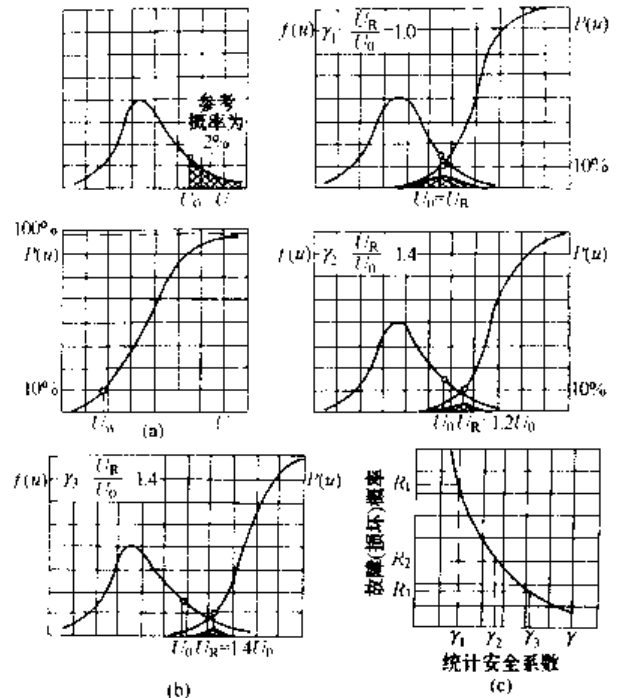 参考
概率为
2%
U₀ U
f(u) γ₁ U_R/U₀ =1.0 P(u)
10%
U₀=U_R
100%
P(u)
10%
(a)
f(u) γ₂ U_R/U₀ 1.4 P(u)
10%
U₀ U_R=1.2U₀
f(u) γ₃ U_R/U₀ 1.4 P(u)
U₀ U_R=1.4U₀
(b)
故障(损坏)概率
R₁
R₂
R₃
γ₁ γ₂ γ₃ γ
统计安全系数
(c)